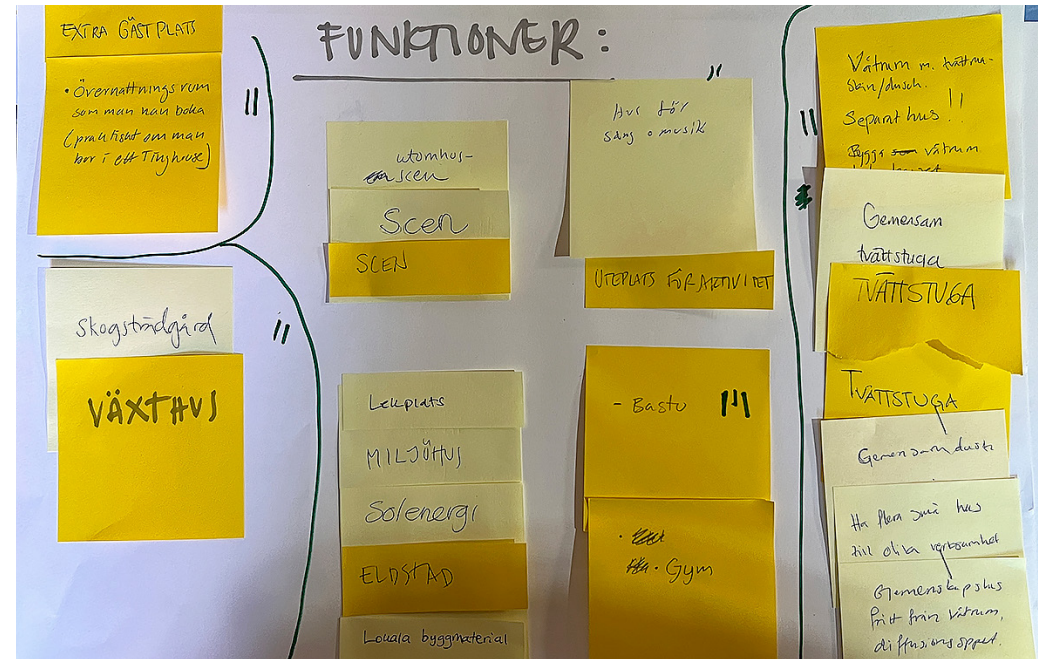 FUNKTIONER:
EXTRA GÄSTPLATS
• Övernattningsrum
som man kan boka
(praktiskt om man
bor i ett Tinyhouse)
Skogsträdgård
VÄXTHUS
utomhus-
scen
Scen
SCEN
Lekplats
MILJÖHUS
Solenergi
ELDSTAD
Lokala byggmaterial
Hus för
sång o musik
UTEPLATS FÖR AKTIVITET
- Bastu
• Gym
Våtrum m. tvättma-
skin/dusch.
Separat hus!!
Bygga våtrum
Gemensam
tvättstuga
TVÄTTSTUGA
TVÄTTSTUGA
Gemensam dusch
Ha flera små hus
till olika verksamhet
Gemenskapshus
fritt från våtrum,
diffusionsöppet.